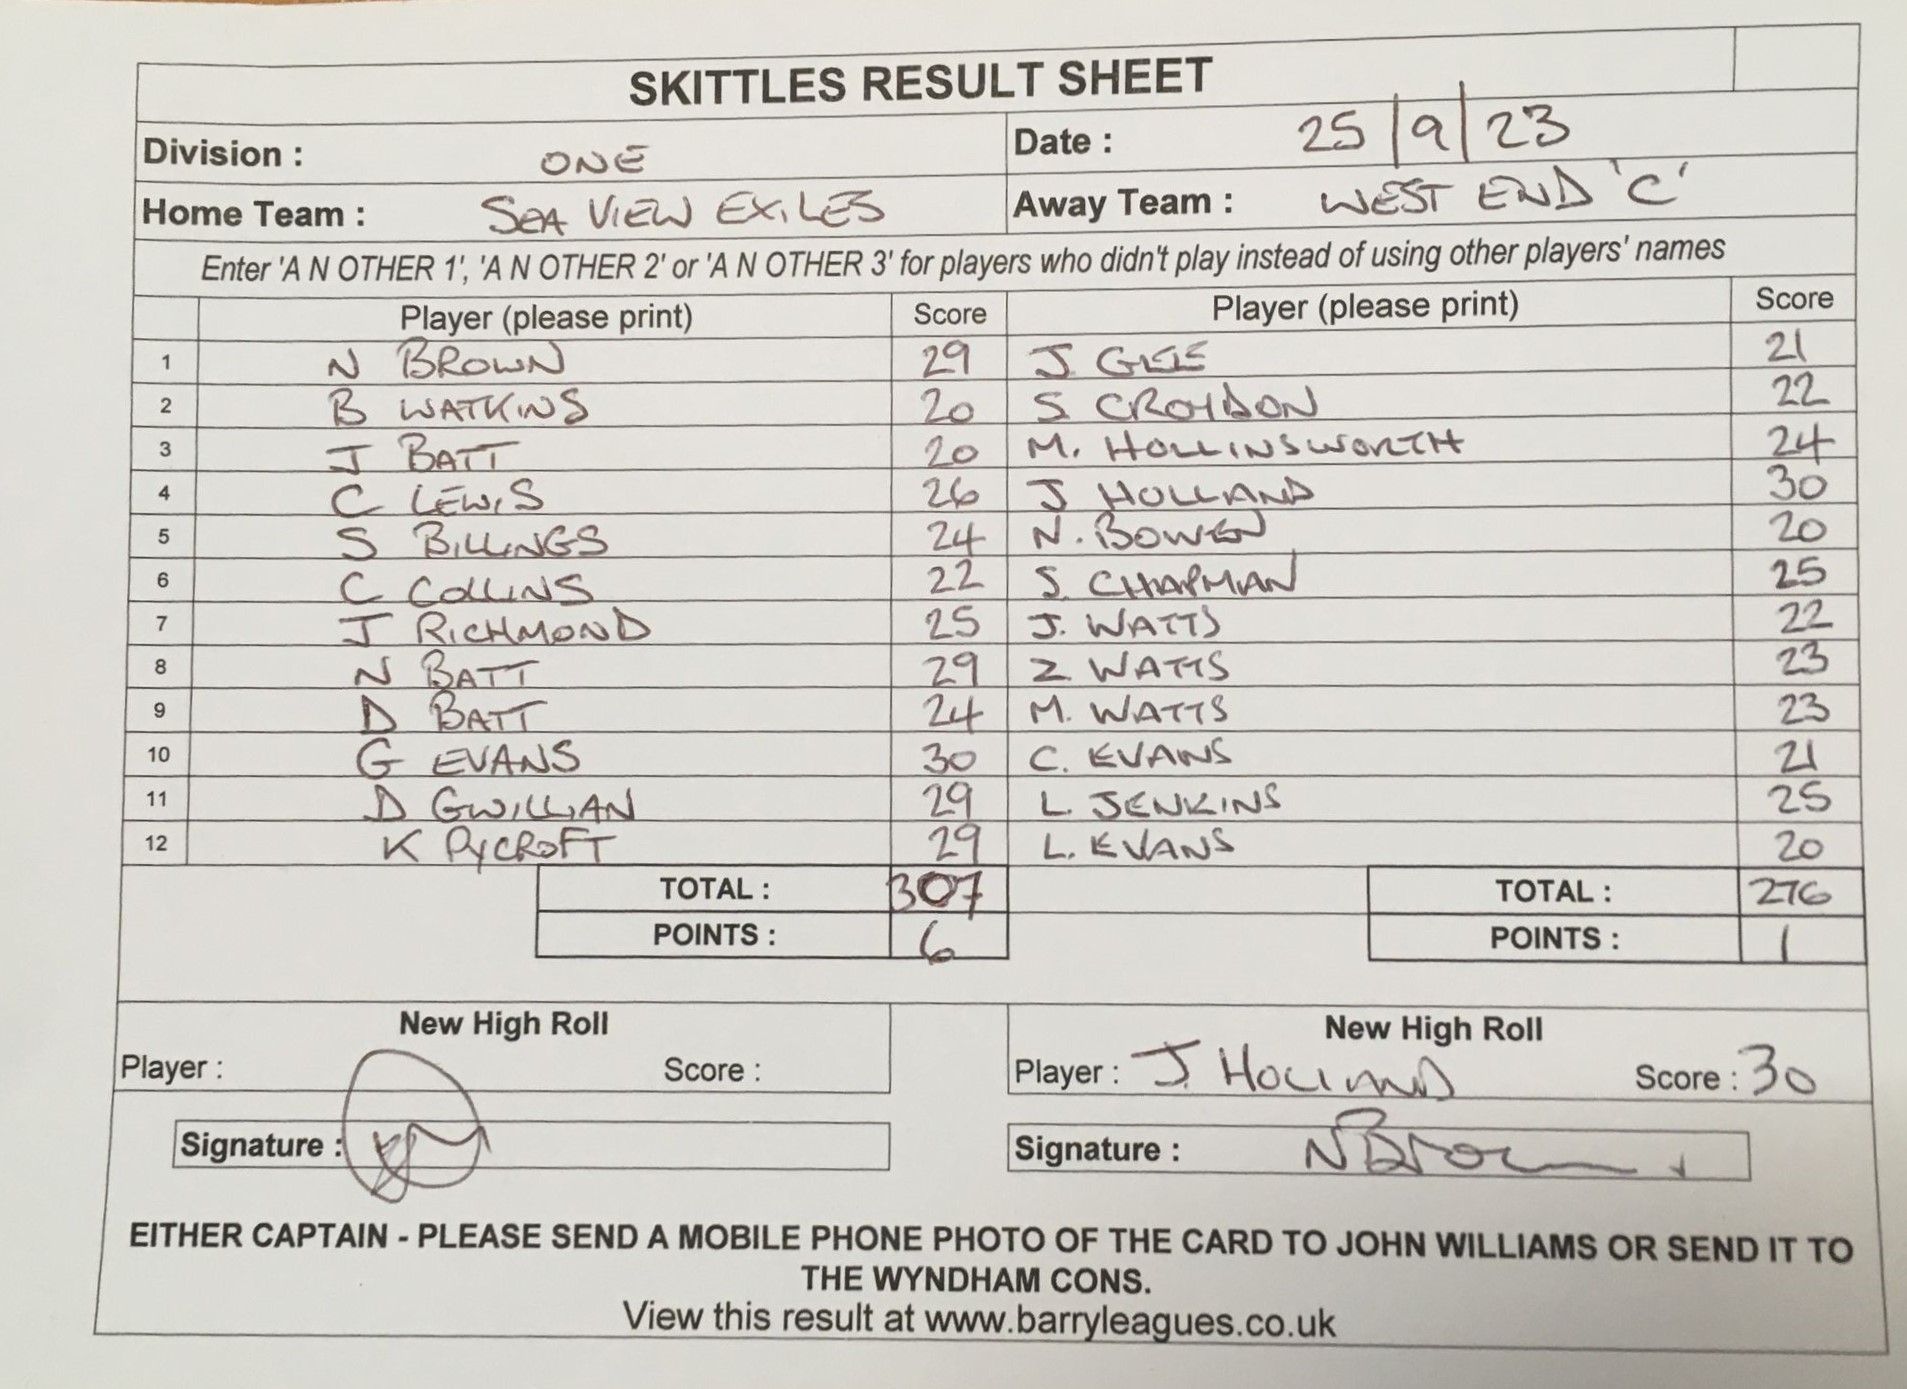 SKITTLES RESULT SHEET
Division : ONE Date : 25/9/23
Home Team : SEA VIEW EXILES Away Team : WEST END 'C'
Enter 'A N OTHER 1', 'A N OTHER 2' or 'A N OTHER 3' for players who didn't play instead of using other players' names
Player (please print) Score Player (please print) Score
1 N BROWN 29 J. GEE 21
2 B WATKINS 20 S. CROYDON 22
3 J BATT 20 M. HOLLINSWORTH 24
4 C LEWIS 26 J HOLLAND 30
5 S BILLINGS 24 N. BOWEN 20
6 C COLLINS 22 S. CHAPMAN 25
7 J RICHMOND 25 J. WATTS 22
8 N BATT 29 Z. WATTS 23
9 D BATT 24 M. WATTS 23
10 G EVANS 30 C. EVANS 21
11 D GWILLIAN 29 L. JENKINS 25
12 K PYCROFT 29 L. EVANS 20
TOTAL : 307 TOTAL : 276
POINTS : 6 POINTS : 1
New High Roll New High Roll
Player : Score : Player : J. HOLLAND Score : 30
Signature : Signature : N Brown
EITHER CAPTAIN - PLEASE SEND A MOBILE PHONE PHOTO OF THE CARD TO JOHN WILLIAMS OR SEND IT TO
THE WYNDHAM CONS.
View this result at www.barryleagues.co.uk